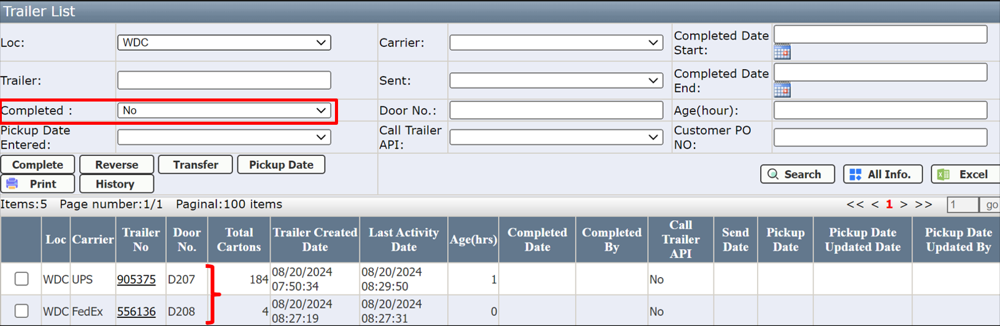 Trailer List
Loc: WDC Carrier: Completed Date Start:
Trailer: Sent: Completed Date End:
Completed : No Door No.: Age(hour):
Pickup Date Entered: Call Trailer API: Customer PO NO:
Complete Reverse Transfer Pickup Date
Print History Search All Info. Excel
Items:5 Page number:1/1 Paginal:100 items << < 1 > >> 1 go
Loc Carrier Trailer No Door No. Total Cartons Trailer Created Date Last Activity Date Age(hrs) Completed Date Completed By Call Trailer API Send Date Pickup Date Pickup Date Updated Date Pickup Date Updated By
WDC UPS 905375 D207 184 08/20/2024 07:50:34 08/20/2024 08:29:50 1 No
WDC FedEx 556136 D208 4 08/20/2024 08:27:19 08/20/2024 08:27:31 0 No